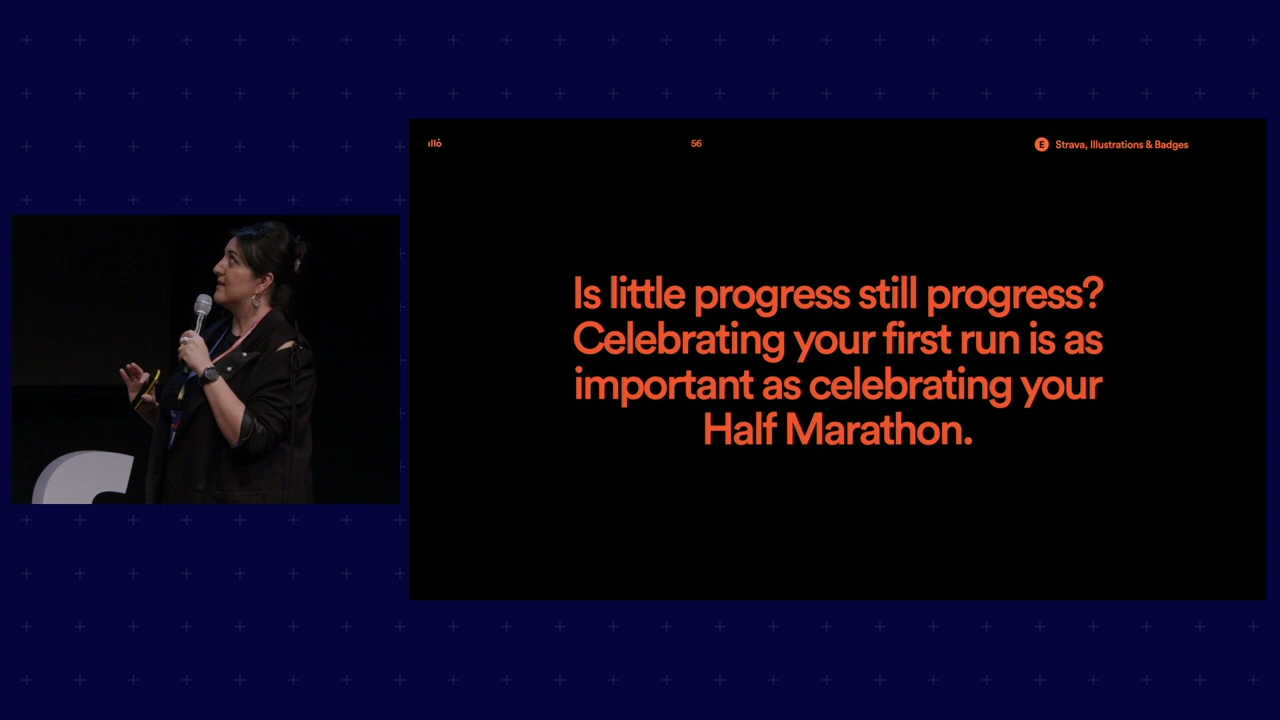 illo
56
E Strava, Illustrations & Badges
Is little progress still progress?
Celebrating your first run is as
important as celebrating your
Half Marathon.